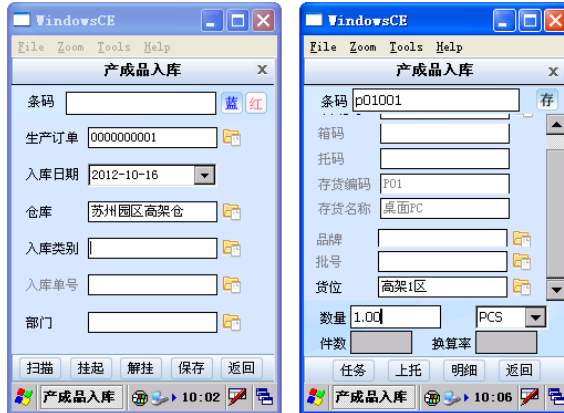 WindowsCE
File Zoom Tools Help
产成品入库 x
条码 蓝 红
生产订单 0000000001
入库日期 2012-10-16
仓库 苏州园区高架仓
入库类别
入库单号
部门
扫描 挂起 解挂 保存 返回
产成品入库 10:02
WindowsCE
File Zoom Tools Help
产成品入库 x
条码 p01001 存
箱码
托码
存货编码 P01
存货名称 桌面PC
品牌
批号
货位 高架1区
数量 1.00 PCS
件数 换算率
任务 上托 明细 返回
产成品入库 10:06